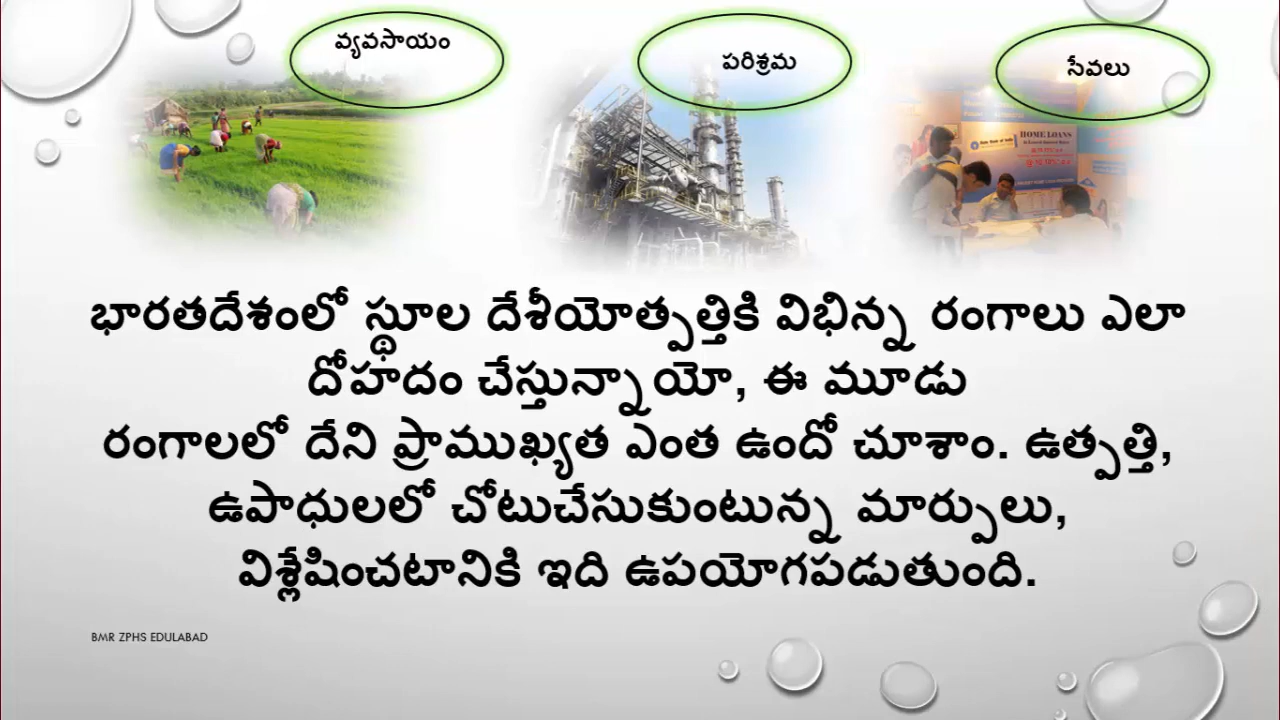 వ్యవసాయం
పరిశ్రమ
సేవలు
HOME LOANS
భారతదేశంలో స్థూల దేశీయోత్పత్తికి విభిన్న రంగాలు ఎలా
దోహదం చేస్తున్నాయో, ఈ మూడు
రంగాలలో దేని ప్రాముఖ్యత ఎంత ఉందో చూశాం. ఉత్పత్తి,
ఉపాధులలో చోటుచేసుకుంటున్న మార్పులు,
విశ్లేషించటానికి ఇది ఉపయోగపడుతుంది.
BMR ZPHS EDULABAD